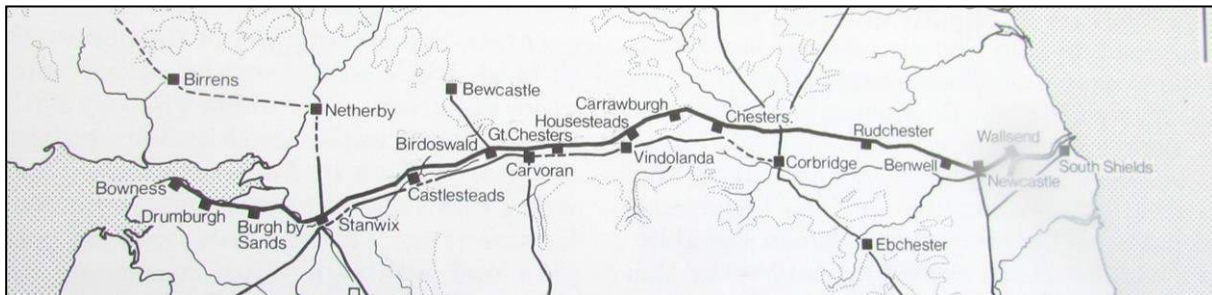 Birrens
Netherby
Bewcastle
Carrawburgh
Housesteads
Chesters
Gt.Chesters
Birdoswald
Rudchester
Wallsend
Benwell
South Shields
Newcastle
Vindolanda
Corbridge
Carvoran
Castlesteads
Bowness
Drumburgh
Burgh by
Sands
Stanwix
Ebchester